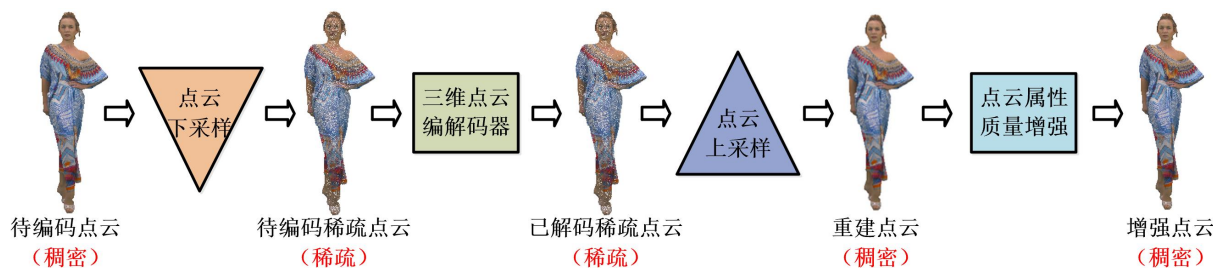 点云
下采样
三维点云
编解码器
点云
上采样
点云属性
质量增强
待编码点云
（稠密）
待编码稀疏点云
（稀疏）
已解码稀疏点云
（稀疏）
重建点云
（稠密）
增强点云
（稠密）